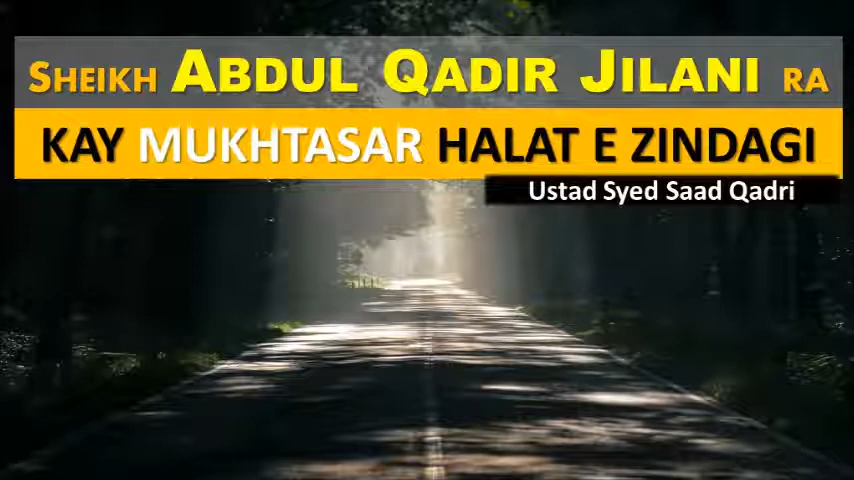 SHEIKH ABDUL QADIR JILANI RA
KAY MUKHTASAR HALAT E ZINDAGI
Ustad Syed Saad Qadri